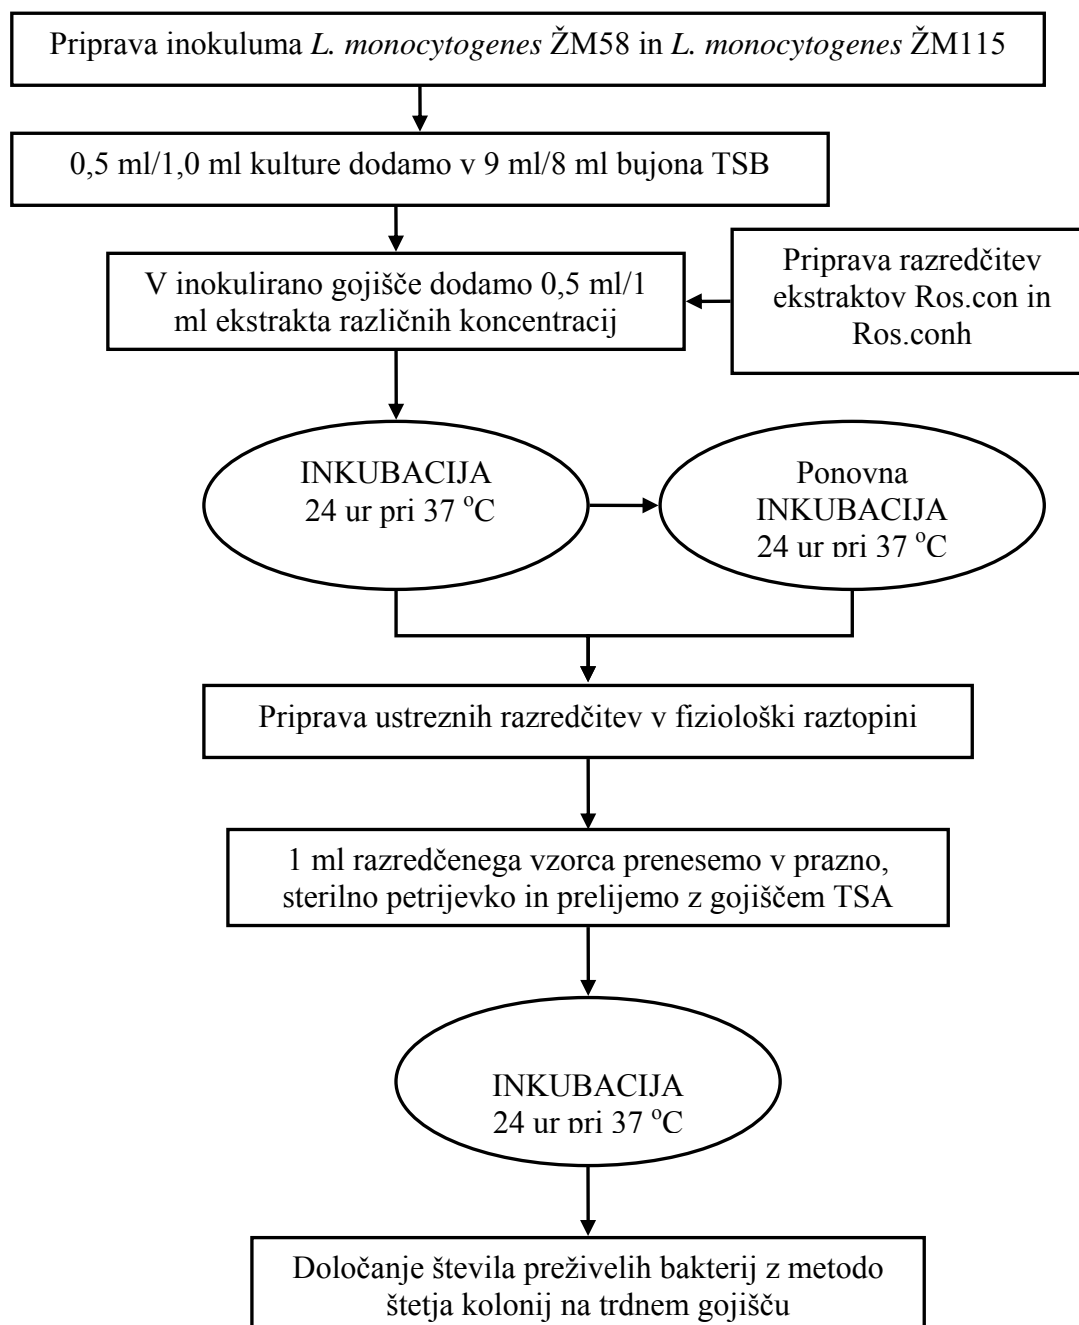 Priprava inokuluma L. monocytogenes ŽM58 in L. monocytogenes ŽM115
0,5 ml/1,0 ml kulture dodamo v 9 ml/8 ml bujona TSB
V inokulirano gojišče dodamo 0,5 ml/1
ml ekstrakta različnih koncentracij
Priprava razredčitev
ekstraktov Ros.con in
Ros.conh
INKUBACIJA
24 ur pri 37 °C
Ponovna
INKUBACIJA
24 ur pri 37 °C
Priprava ustreznih razredčitev v fiziološki raztopini
1 ml razredčenega vzorca prenesemo v prazno,
sterilno petrijevko in prelijemo z gojiščem TSA
INKUBACIJA
24 ur pri 37 °C
Določanje števila preživelih bakterij z metodo
štetja kolonij na trdnem gojišču